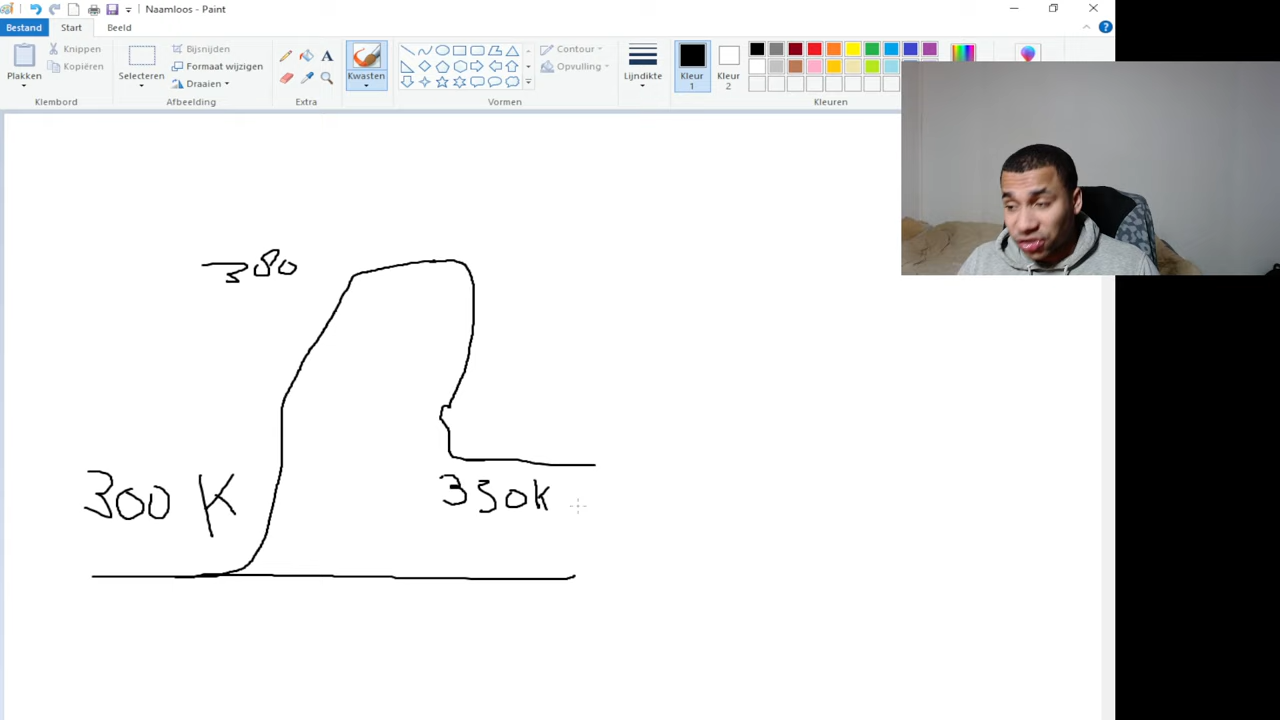 Naamloos - Paint
Bestand Start Beeld
Plakken
Knippen
Kopiëren
Klembord
Selecteren
Bijsnijden
Formaat wijzigen
Draaien
Afbeelding
A
Extra
Kwasten
Contour
Opvulling
Vormen
Lijndikte
Kleur 1
Kleur 2
Kleuren
380
300 K
350k